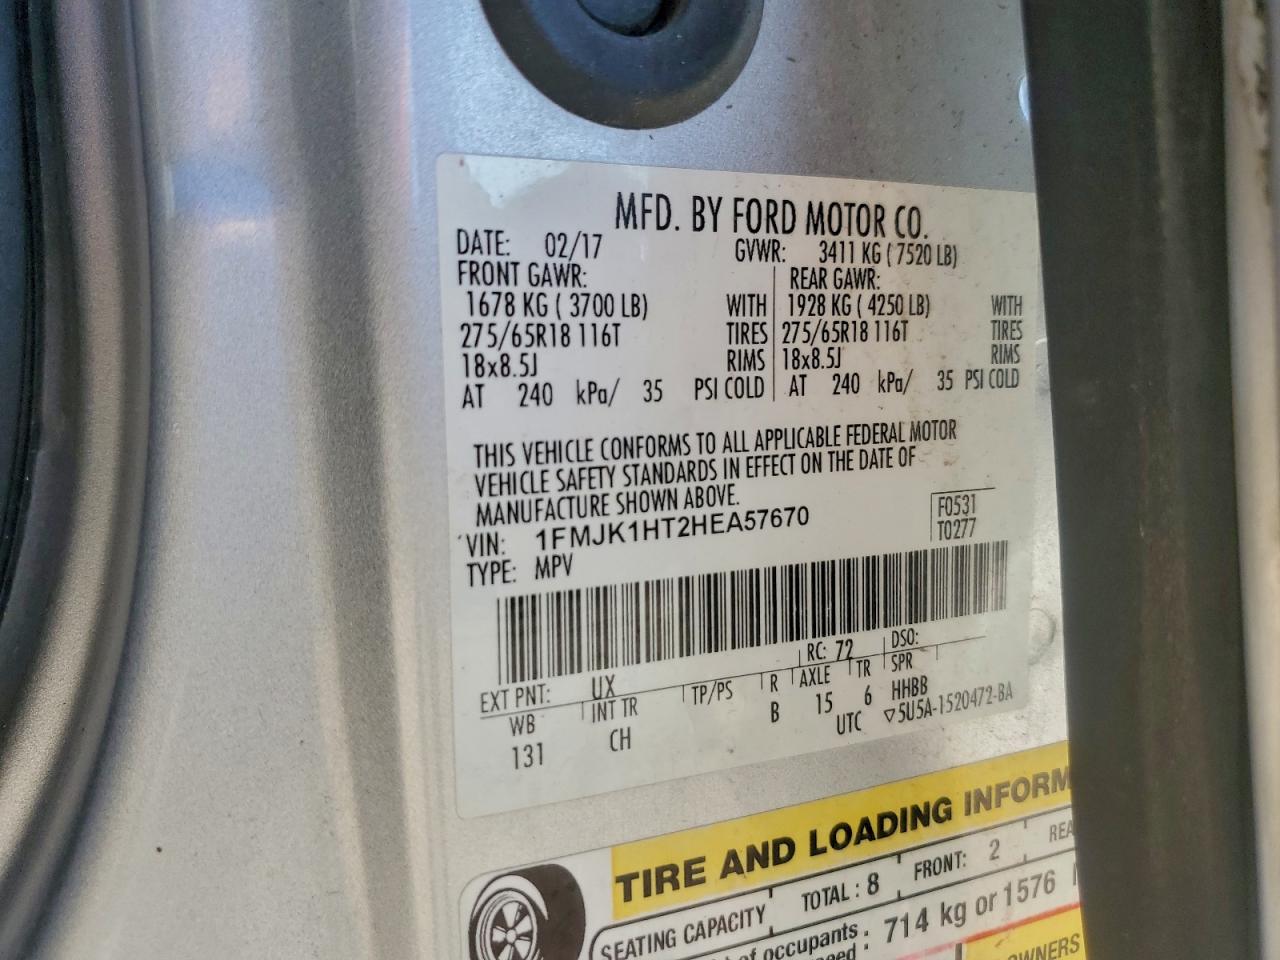 MFD. BY FORD MOTOR CO.
DATE: 02/17 GVWR: 3411 KG ( 7520 LB)
FRONT GAWR: REAR GAWR:
1678 KG ( 3700 LB) WITH 1928 KG ( 4250 LB) WITH
275/65R18 116T TIRES 275/65R18 116T TIRES
18x8.5J RIMS 18x8.5J RIMS
AT 240 kPa/ 35 PSI COLD AT 240 kPa/ 35 PSI COLD
THIS VEHICLE CONFORMS TO ALL APPLICABLE FEDERAL MOTOR
VEHICLE SAFETY STANDARDS IN EFFECT ON THE DATE OF
MANUFACTURE SHOWN ABOVE.
VIN: 1FMJK1HT2HEA57670 F0531
TYPE: MPV T0277
EXT PNT: UX RC: 72 DSO:
WB INT TR TP/PS R AXLE TR SPR
131 CH B 15 6 HHBB
UTC ▽5U5A-1520472-BA
TIRE AND LOADING INFORM
SEATING CAPACITY TOTAL : 8 FRONT: 2 REA
of occupants : 714 kg or 1576
OWNERS